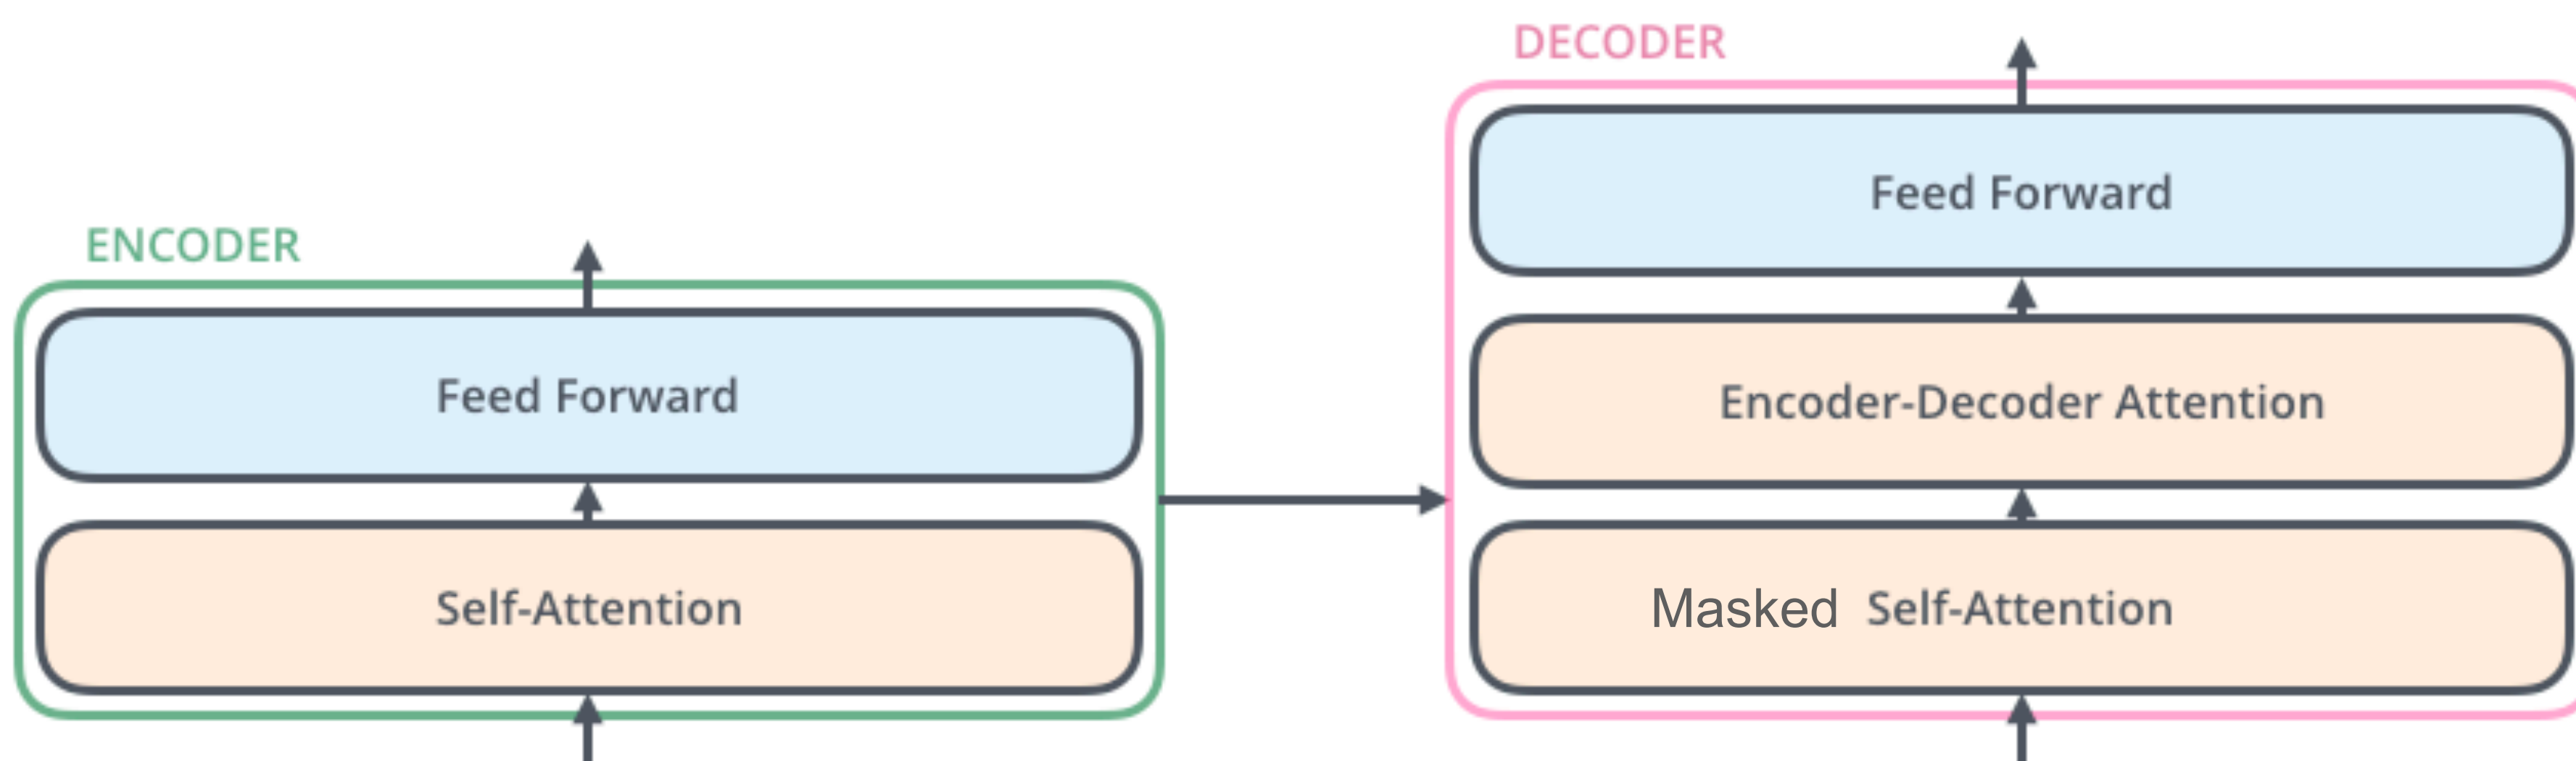 ENCODER
Feed Forward
Self-Attention
DECODER
Feed Forward
Encoder-Decoder Attention
Masked Self-Attention